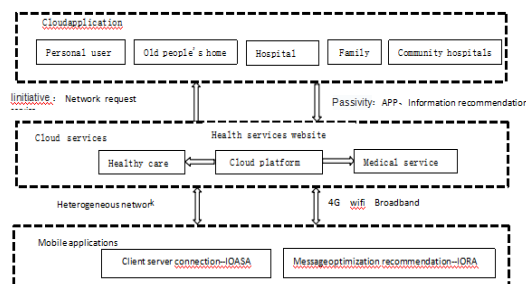 Cloudapplication
Personal user
Old people's home
Hospital
Family
Community hospitals
Iinitiative： Network request
Passivity: APP、Information recommendation
Cloud services
Health services website
Healthy care
Cloud platform
Medical service
Heterogeneous network
4G wifi Broadband
Mobile applications
Client server connection—IOASA
Messageoptimization recommendation—IORA